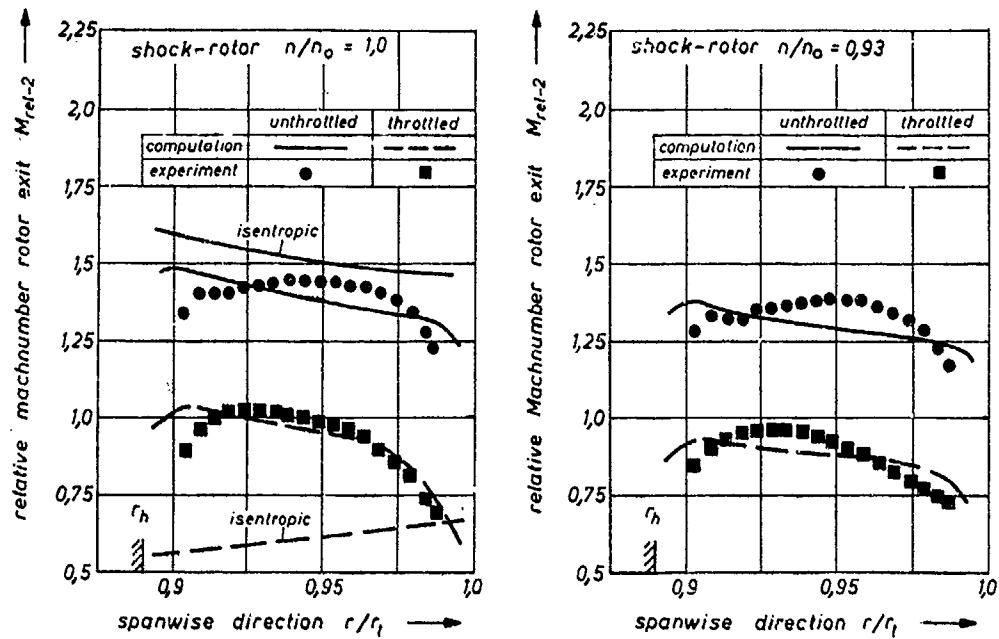 relative machnumber rotor exit M rel-2
2,25
2,0
1,75
1,5
1,25
1,0
0,75
0,5
shock-rotor n/n₀ = 1,0
unthrottled throttled
computation
experiment
isentropic
isentropic
r_h
0,9 0,95 1,0
spanwise direction r/r_t
relative Machnumber rotor exit M rel-2
2,25
2,0
1,75
1,5
1,25
1,0
0,75
0,5
shock-rotor n/n₀ = 0,93
unthrottled throttled
computation
experiment
r_h
0,9 0,95 1,0
spanwise direction r/r_t